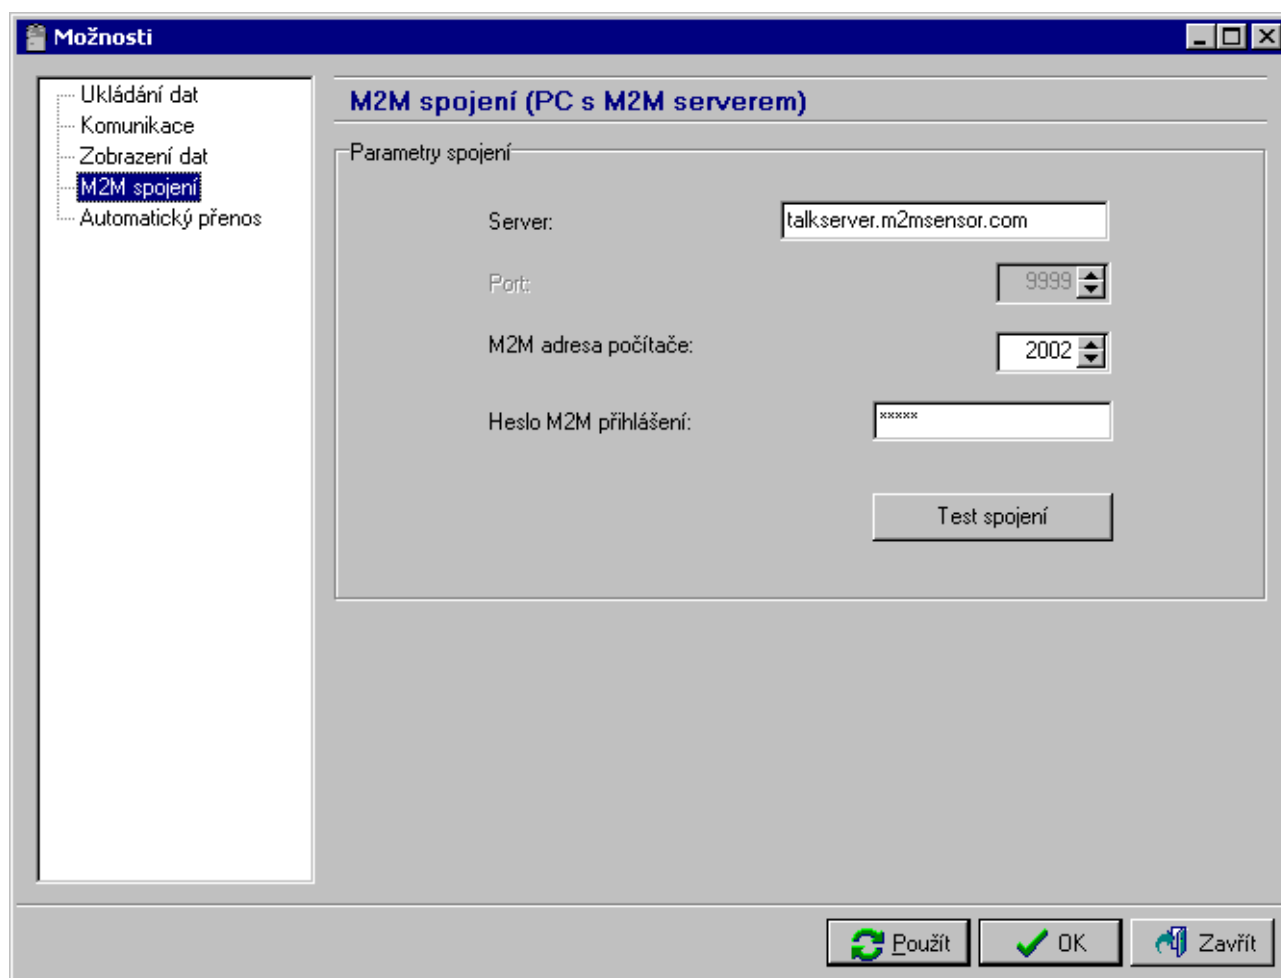 Možnosti
Ukládání dat
Komunikace
Zobrazení dat
M2M spojení
Automatický přenos
M2M spojení (PC s M2M serverem)
Parametry spojení
Server: talkserver.m2msensor.com
Port: 9999
M2M adresa počítače: 2002
Heslo M2M přihlášení: *****
Test spojení
Použít OK Zavřít